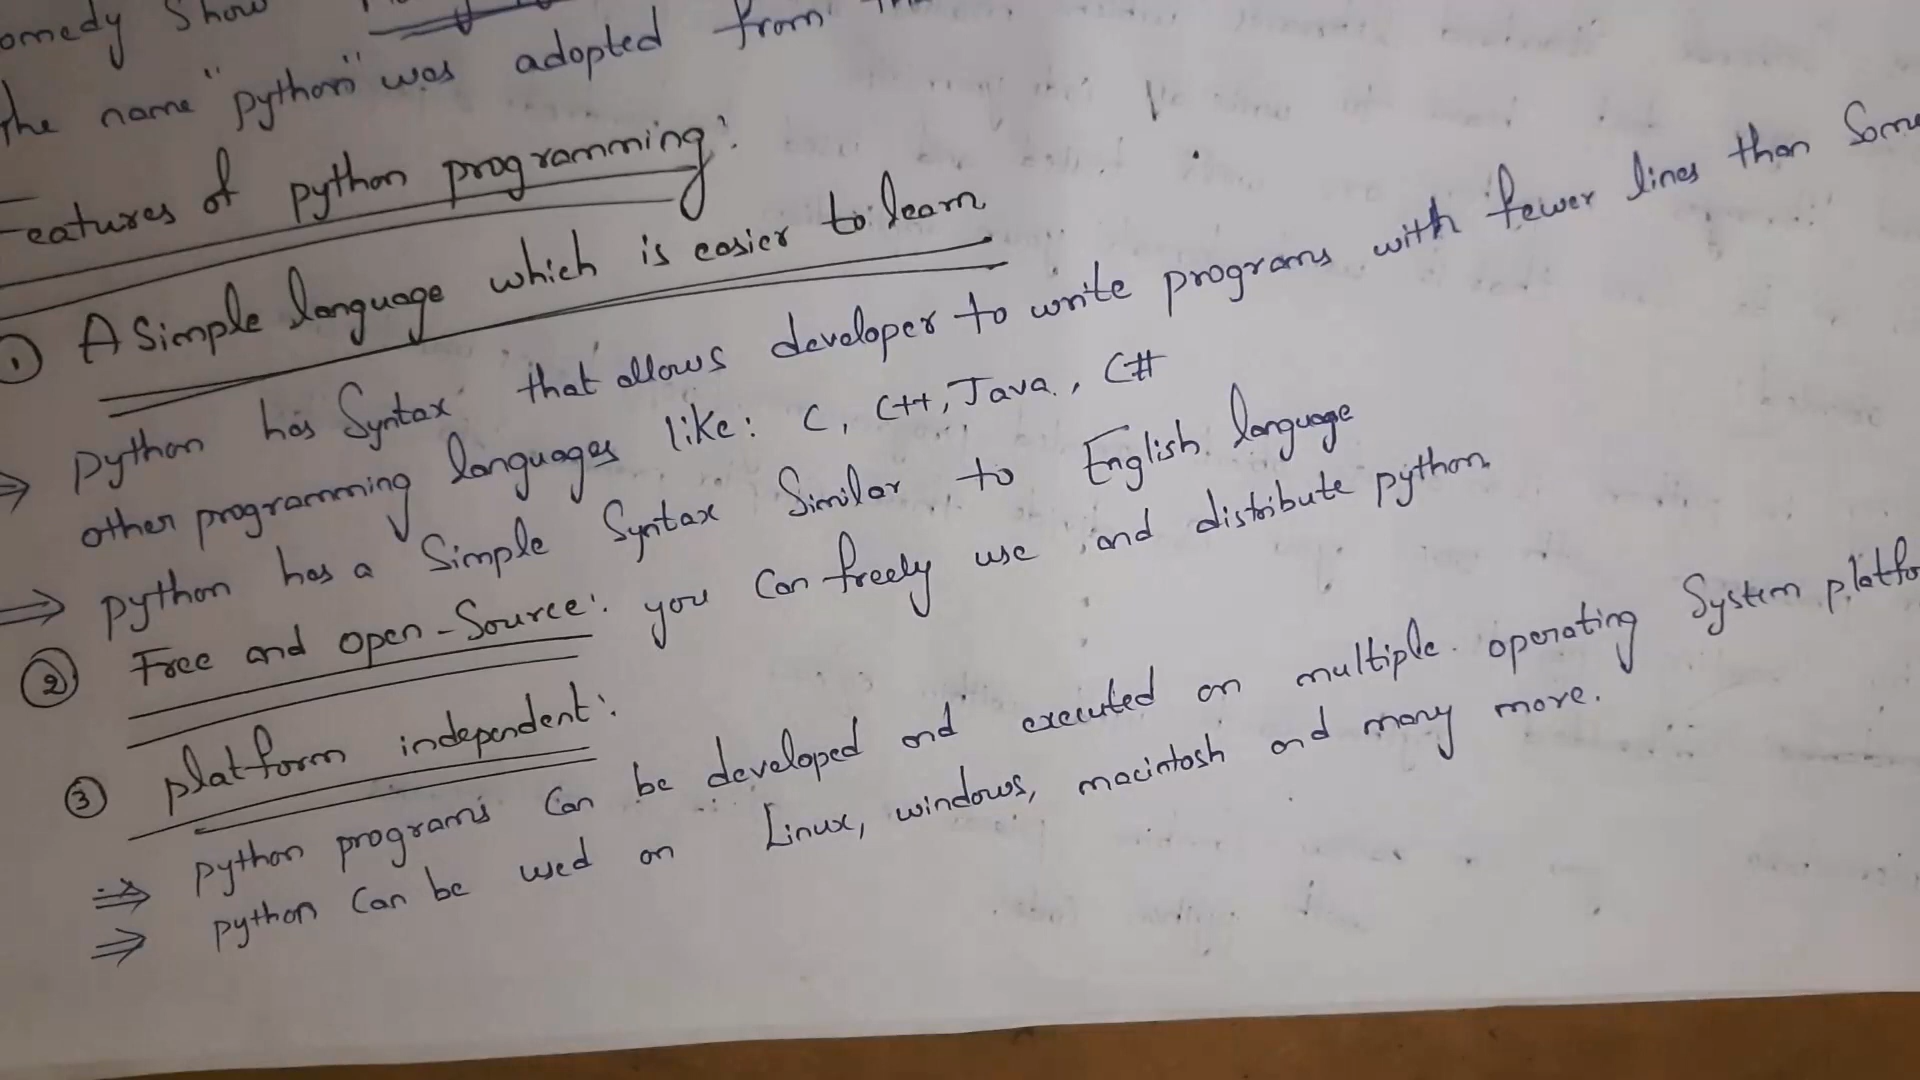 omedy Show
The name "python" was adopted from
Features of python programming:
① A Simple language which is easier to learn
⇒ python has Syntax that allows developer to write programs with fewer lines than Some
other programming languages like: C, C++, Java, C#
⇒ python has a Simple Syntax Similar to English language
② Free and open-Source: you Can freely use and distribute python
③ platform independent:
⇒ python programs Can be developed and executed on multiple operating System platfo
⇒ python Can be used on Linux, windows, macintosh and many more.